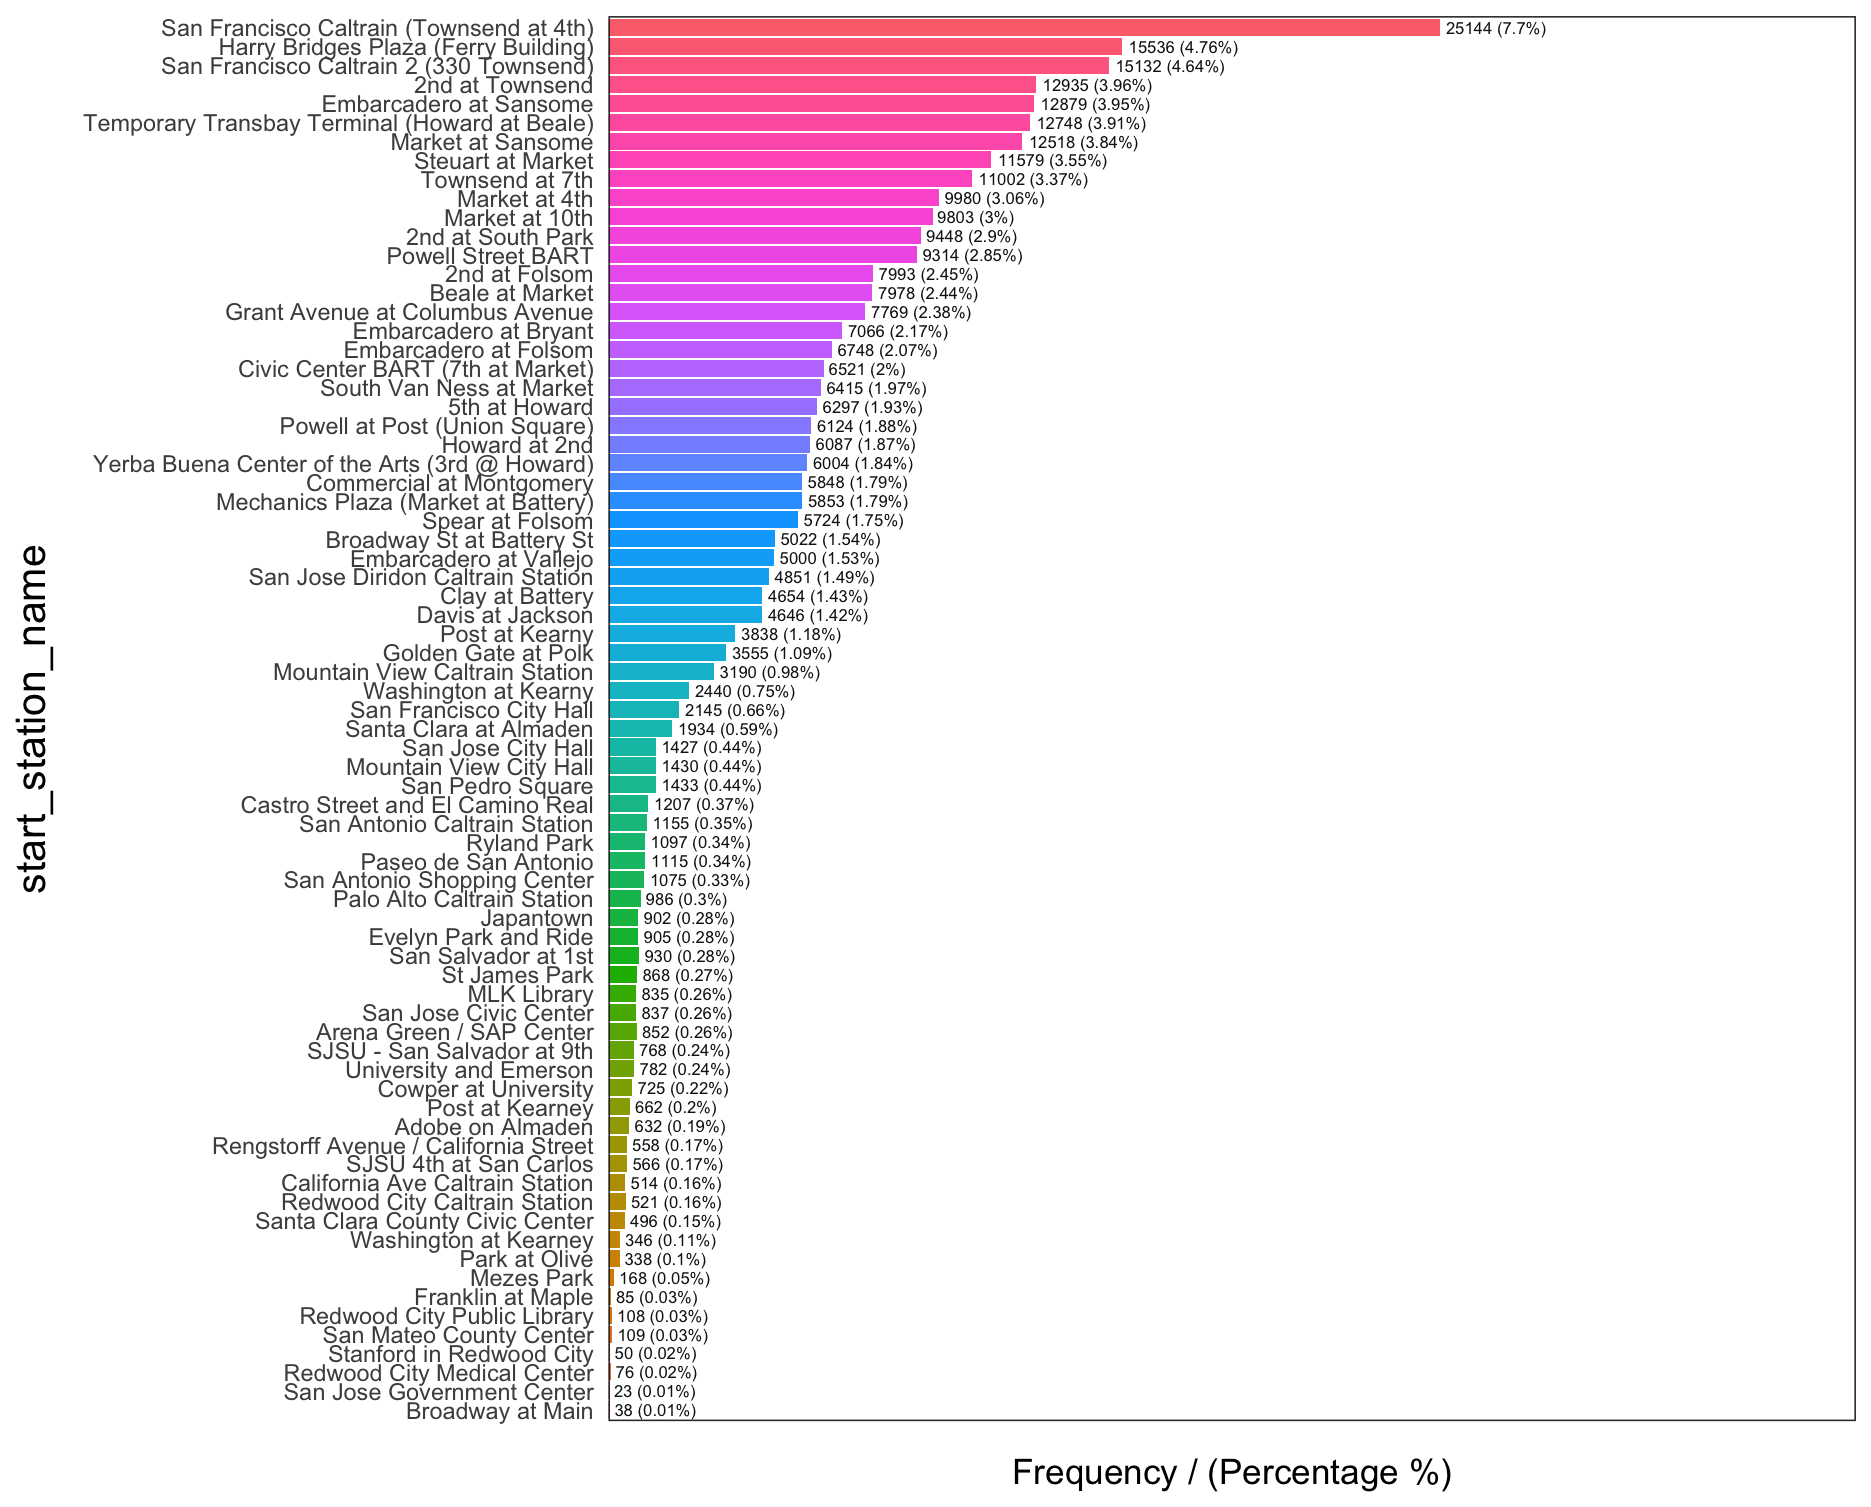 San Francisco Caltrain (Townsend at 4th) 25144 (7.7%)
Harry Bridges Plaza (Ferry Building) 15536 (4.76%)
San Francisco Caltrain 2 (330 Townsend) 15132 (4.64%)
2nd at Townsend 12935 (3.96%)
Embarcadero at Sansome 12879 (3.95%)
Temporary Transbay Terminal (Howard at Beale) 12748 (3.91%)
Market at Sansome 12518 (3.84%)
Steuart at Market 11579 (3.55%)
Townsend at 7th 11002 (3.37%)
Market at 4th 9980 (3.06%)
Market at 10th 9803 (3%)
2nd at South Park 9448 (2.9%)
Powell Street BART 9314 (2.85%)
2nd at Folsom 7993 (2.45%)
Beale at Market 7978 (2.44%)
Grant Avenue at Columbus Avenue 7769 (2.38%)
Embarcadero at Bryant 7066 (2.17%)
Embarcadero at Folsom 6748 (2.07%)
Civic Center BART (7th at Market) 6521 (2%)
South Van Ness at Market 6415 (1.97%)
5th at Howard 6297 (1.93%)
Powell at Post (Union Square) 6124 (1.88%)
Howard at 2nd 6087 (1.87%)
Yerba Buena Center of the Arts (3rd @ Howard) 6004 (1.84%)
Commercial at Montgomery 5848 (1.79%)
Mechanics Plaza (Market at Battery) 5853 (1.79%)
Spear at Folsom 5724 (1.75%)
Broadway St at Battery St 5022 (1.54%)
Embarcadero at Vallejo 5000 (1.53%)
San Jose Diridon Caltrain Station 4851 (1.49%)
Clay at Battery 4654 (1.43%)
Davis at Jackson 4646 (1.42%)
Post at Kearny 3838 (1.18%)
Golden Gate at Polk 3555 (1.09%)
Mountain View Caltrain Station 3190 (0.98%)
Washington at Kearny 2440 (0.75%)
San Francisco City Hall 2145 (0.66%)
Santa Clara at Almaden 1934 (0.59%)
San Jose City Hall 1427 (0.44%)
Mountain View City Hall 1430 (0.44%)
San Pedro Square 1433 (0.44%)
Castro Street and El Camino Real 1207 (0.37%)
San Antonio Caltrain Station 1155 (0.35%)
Ryland Park 1097 (0.34%)
Paseo de San Antonio 1115 (0.34%)
San Antonio Shopping Center 1075 (0.33%)
Palo Alto Caltrain Station 986 (0.3%)
Japantown 902 (0.28%)
Evelyn Park and Ride 905 (0.28%)
San Salvador at 1st 930 (0.28%)
St James Park 868 (0.27%)
MLK Library 835 (0.26%)
San Jose Civic Center 837 (0.26%)
Arena Green / SAP Center 852 (0.26%)
SJSU - San Salvador at 9th 768 (0.24%)
University and Emerson 782 (0.24%)
Cowper at University 725 (0.22%)
Post at Kearney 662 (0.2%)
Adobe on Almaden 632 (0.19%)
Rengstorff Avenue / California Street 558 (0.17%)
SJSU 4th at San Carlos 566 (0.17%)
California Ave Caltrain Station 514 (0.16%)
Redwood City Caltrain Station 521 (0.16%)
Santa Clara County Civic Center 496 (0.15%)
Washington at Kearney 346 (0.11%)
Park at Olive 338 (0.1%)
Mezes Park 168 (0.05%)
Franklin at Maple 85 (0.03%)
Redwood City Public Library 108 (0.03%)
San Mateo County Center 109 (0.03%)
Stanford in Redwood City 50 (0.02%)
Redwood City Medical Center 76 (0.02%)
San Jose Government Center 23 (0.01%)
Broadway at Main 38 (0.01%)
start_station_name
Frequency / (Percentage %)